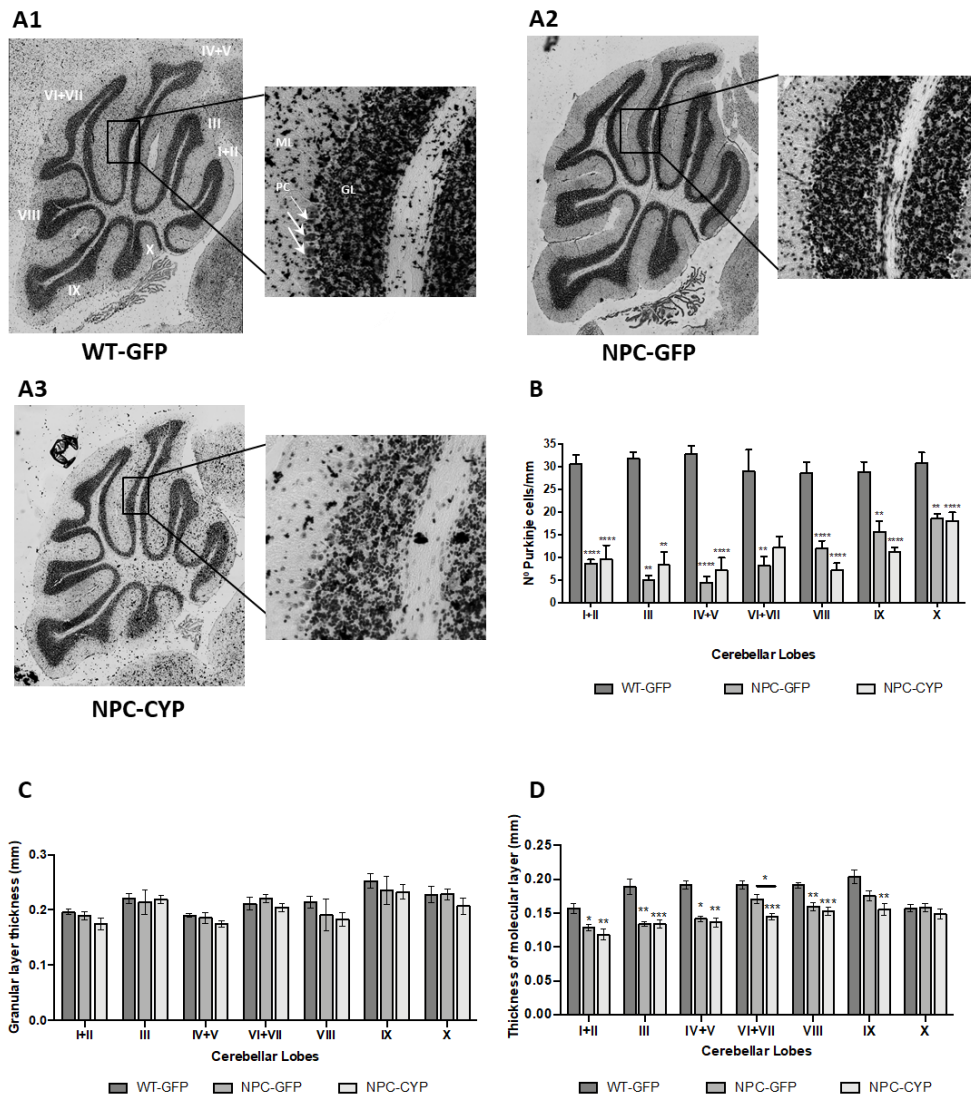 A1
IV+V
VI+VII
III
I+II
VIII
X
IX
ML
PC
GL
WT-GFP
A2
NPC-GFP
A3
NPC-CYP
B
Nº Purkinje cells/mm
35
30
25
20
15
10
5
0
**** ****
** **
**** ****
**
**** ****
** ****
** ****
I+II III IV+V VI+VII VIII IX X
Cerebellar Lobes
WT-GFP NPC-GFP NPC-CYP
C
Granular layer thickness (mm)
0.3
0.2
0.1
0.0
I+II III IV+V VI+VII VIII IX X
Cerebellar Lobes
WT-GFP NPC-GFP NPC-CYP
D
Thickness of molecular layer (mm)
0.25
0.20
0.15
0.10
0.05
0.00
* **
** ***
* **
*
***
** ***
**
I+II III IV+V VI+VII VIII IX X
Cerebellar Lobes
WT-GFP NPC-GFP NPC-CYP